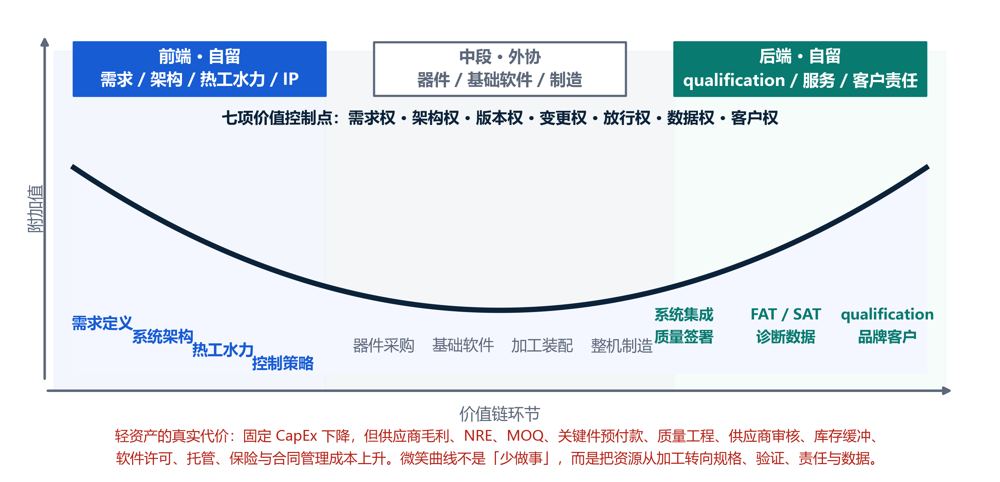 前端・自留
需求 / 架构 / 热工水力 / IP
中段・外协
器件 / 基础软件 / 制造
后端・自留
qualification / 服务 / 客户责任
七项价值控制点：需求权・架构权・版本权・变更权・放行权・数据权・客户权
附加值
需求定义
系统架构
热工水力
控制策略
器件采购
基础软件
加工装配
整机制造
系统集成
质量签署
FAT / SAT
诊断数据
qualification
品牌客户
价值链环节
轻资产的真实代价：固定 CapEx 下降，但供应商毛利、NRE、MOQ、关键件预付款、质量工程、供应商审核、库存缓冲、
软件许可、托管、保险与合同管理成本上升。微笑曲线不是「少做事」，而是把资源从加工转向规格、验证、责任与数据。